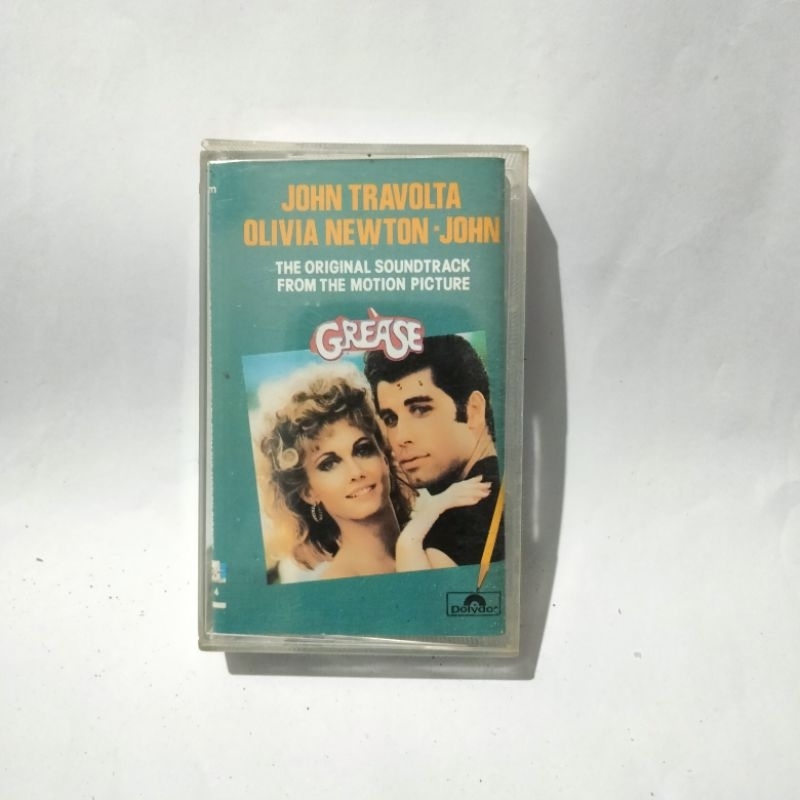 JOHN TRAVOLTA
OLIVIA NEWTON-JOHN
THE ORIGINAL SOUNDTRACK
FROM THE MOTION PICTURE
GREASE
Polydor